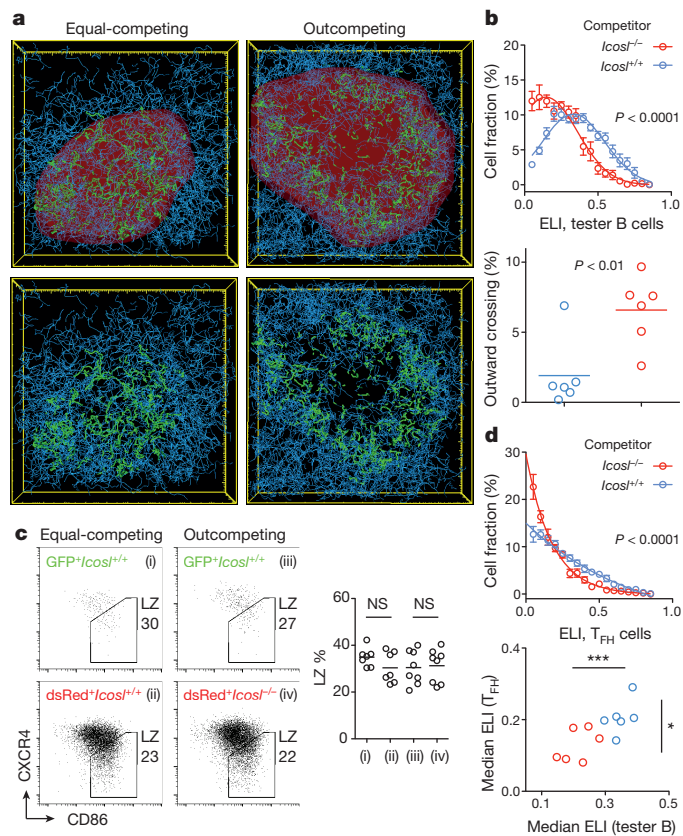 a
Equal-competing
Outcompeting
b
Competitor
Icosl−/−
Icosl+/+
P < 0.0001
Cell fraction (%)
20
15
10
5
0
0
0.5
1.0
ELI, tester B cells
Outward crossing (%)
P < 0.01
10
5
0
c
Equal-competing
Outcompeting
GFP+Icosl+/+ (i)
LZ
30
GFP+Icosl+/+ (iii)
LZ
27
dsRed+Icosl+/+ (ii)
LZ
23
dsRed+Icosl−/− (iv)
LZ
22
CXCR4
CD86
LZ %
NS
NS
60
40
20
0
(i)
(ii)
(iii)
(iv)
d
Competitor
Icosl−/−
Icosl+/+
P < 0.0001
Cell fraction (%)
30
20
10
0
0.0
0.5
1.0
ELI, TFH cells
Median ELI (TFH)
***
*
0.4
0.2
0
0.1
0.3
0.5
Median ELI (tester B)